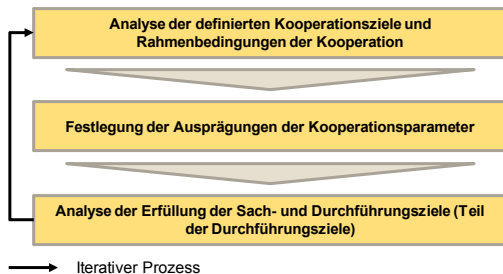 Analyse der definierten Kooperationsziele und
Rahmenbedingungen der Kooperation
Festlegung der Ausprägungen der Kooperationsparameter
Analyse der Erfüllung der Sach- und Durchführungsziele (Teil
der Durchführungsziele)
Iterativer Prozess